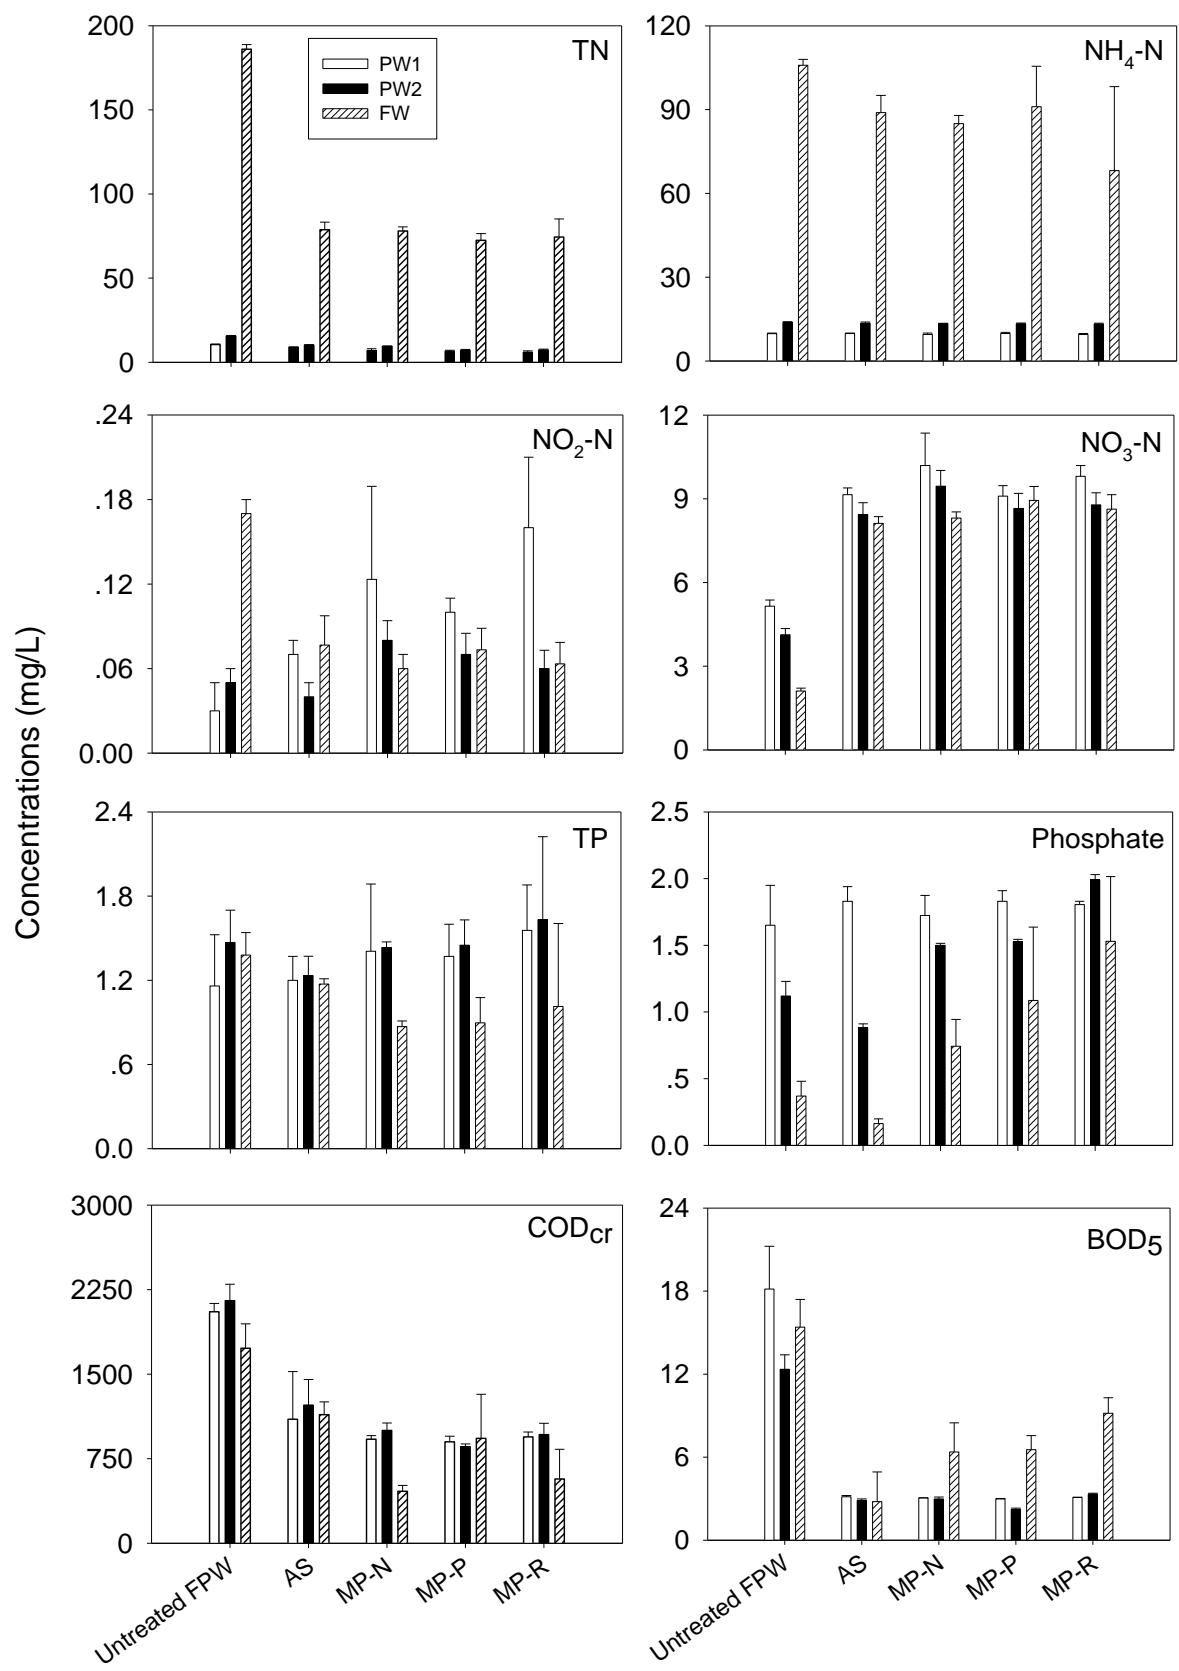 Concentrations (mg/L)
TN
200
150
100
50
0
PW1
PW2
FW
NH4-N
120
90
60
30
0
NO2-N
.24
.18
.12
.06
0.00
NO3-N
12
9
6
3
0
TP
2.4
1.8
1.2
.6
0.0
Phosphate
2.5
2.0
1.5
1.0
.5
0.0
CODcr
3000
2250
1500
750
0
Untreated FPW
AS
MP-N
MP-P
MP-R
BOD5
24
18
12
6
0
Untreated FPW
AS
MP-N
MP-P
MP-R